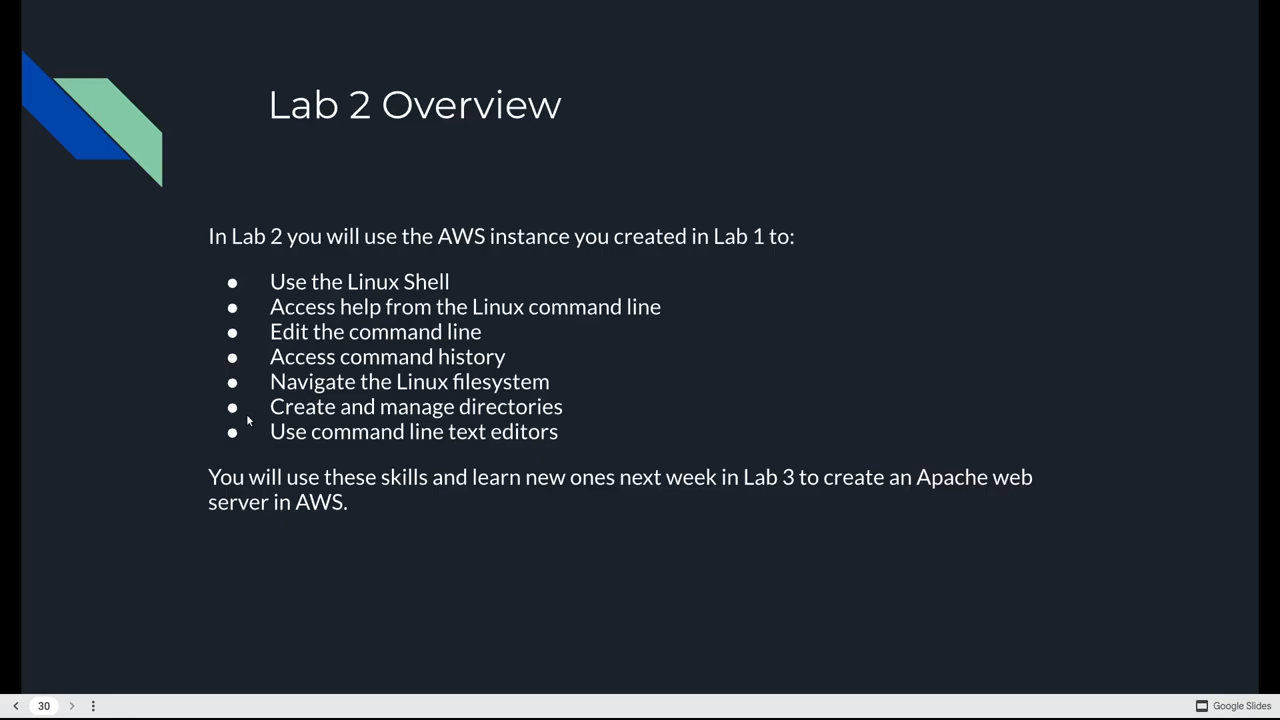 Lab 2 Overview
In Lab 2 you will use the AWS instance you created in Lab 1 to:
● Use the Linux Shell
● Access help from the Linux command line
● Edit the command line
● Access command history
● Navigate the Linux filesystem
● Create and manage directories
● Use command line text editors
You will use these skills and learn new ones next week in Lab 3 to create an Apache web
server in AWS.
30
Google Slides